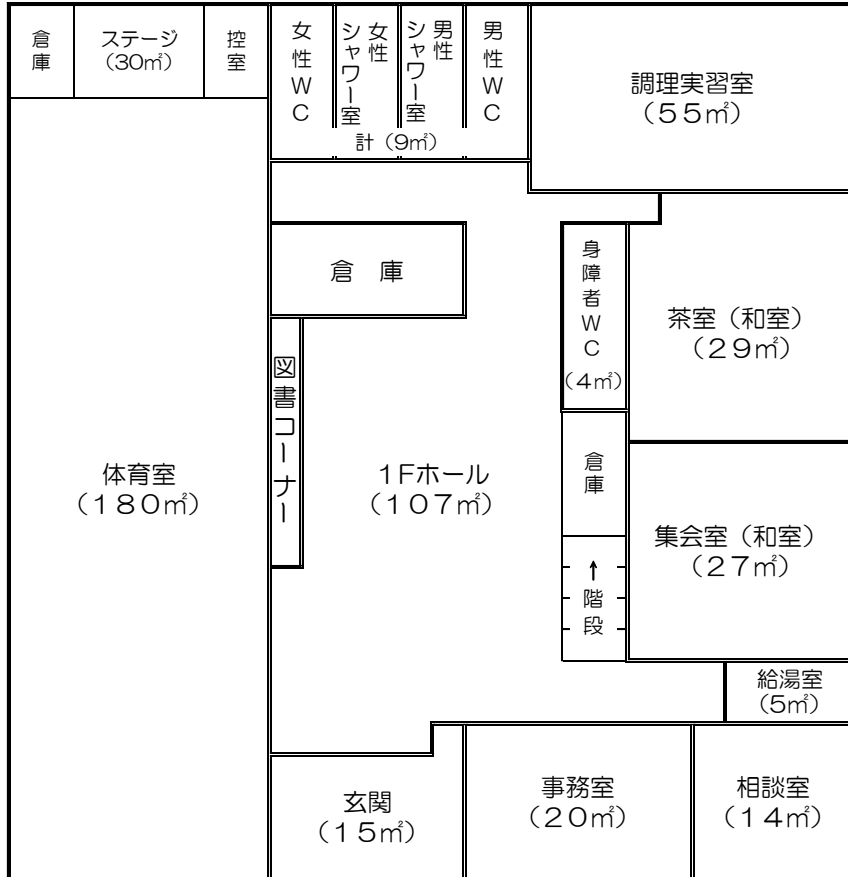 倉庫
ステージ
（30㎡）
控室
女性WC
女性
シャワー室
男性
シャワー室
男性WC
計（9㎡）
調理実習室
（５５㎡）
倉　庫
身障者WC
（4㎡）
茶室（和室）
（２９㎡）
図書コーナー
体育室
（１８０㎡）
１Fホール
（１０７㎡）
倉庫
集会室（和室）
（２７㎡）
↑
階段
給湯室
（5㎡）
玄関
（１５㎡）
事務室
（２０㎡）
相談室
（１４㎡）